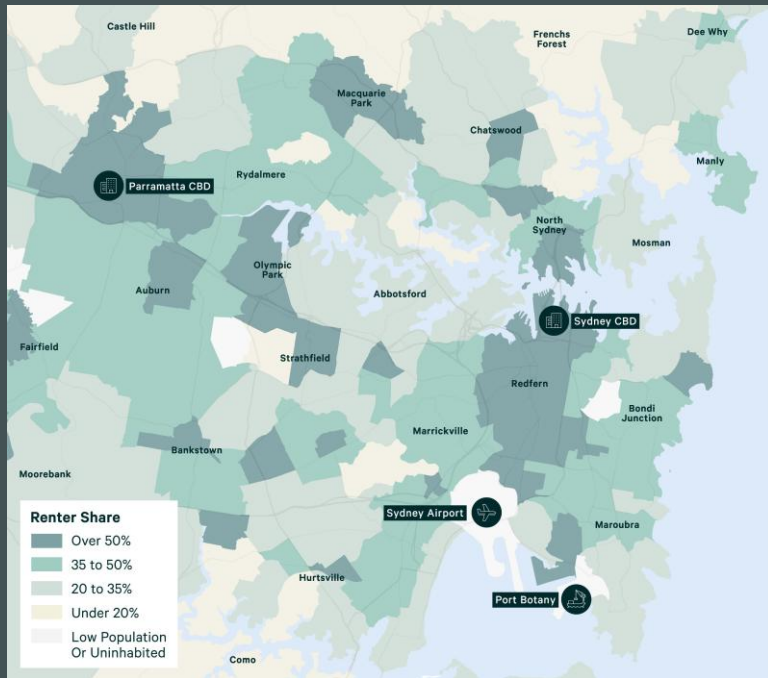 Castle Hill
Frenchs
Forest
Dee Why
Macquarie
Park
Chatswood
Manly
Rydalmere
Parramatta CBD
North
Sydney
Mosman
Olympic
Park
Auburn
Abbotsford
Sydney CBD
Fairfield
Strathfield
Redfern
Bondi
Junction
Marrickville
Bankstown
Moorebank
Sydney Airport
Maroubra
Hurtsville
Port Botany
Como
Renter Share
Over 50%
35 to 50%
20 to 35%
Under 20%
Low Population
Or Uninhabited